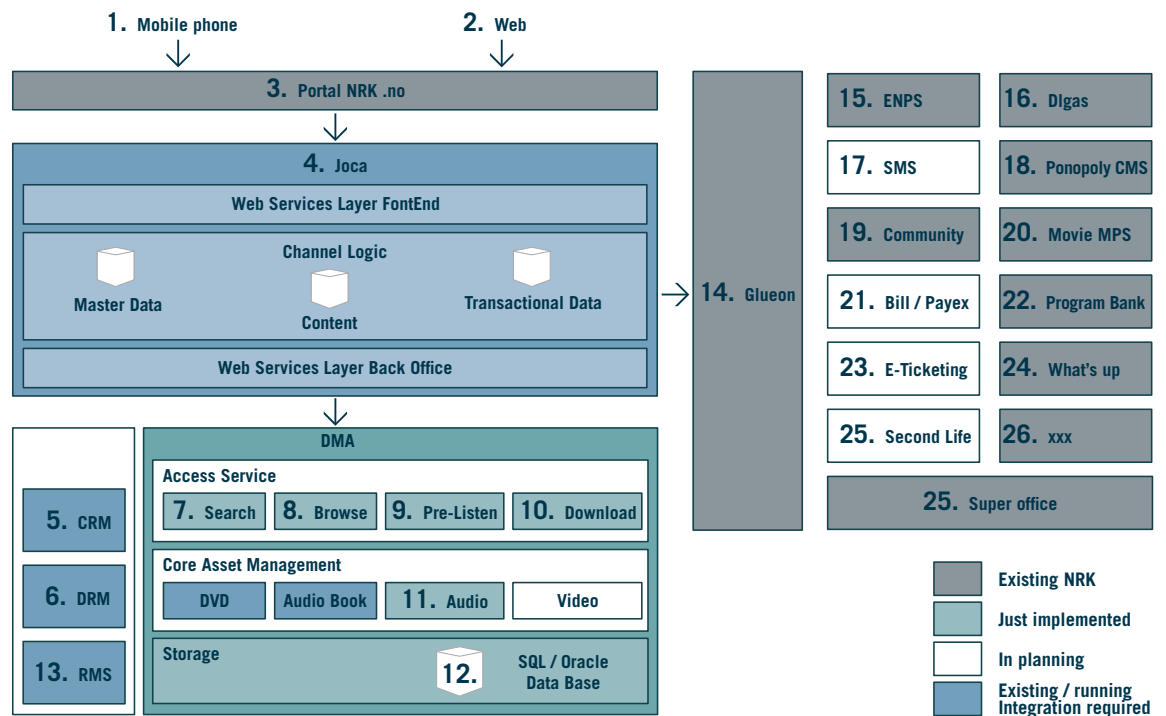 1. Mobile phone
2. Web
3. Portal NRK .no
4. Joca
Web Services Layer FontEnd
Channel Logic
Master Data
Content
Transactional Data
Web Services Layer Back Office
DMA
Access Service
7. Search
8. Browse
9. Pre-Listen
10. Download
Core Asset Management
DVD
Audio Book
11. Audio
Video
Storage
12.
SQL / Oracle
Data Base
5. CRM
6. DRM
13. RMS
14. Glueon
15. ENPS
16. DIgas
17. SMS
18. Ponopoly CMS
19. Community
20. Movie MPS
21. Bill / Payex
22. Program Bank
23. E-Ticketing
24. What's up
25. Second Life
26. xxx
25. Super office
Existing NRK
Just implemented
In planning
Existing / running
Integration required